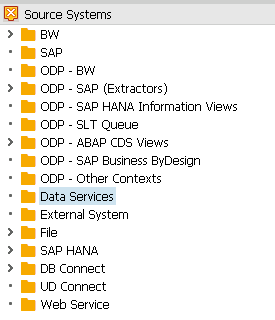 Source Systems
BW
SAP
ODP - BW
ODP - SAP (Extractors)
ODP - SAP HANA Information Views
ODP - SLT Queue
ODP - ABAP CDS Views
ODP - SAP Business ByDesign
ODP - Other Contexts
Data Services
External System
File
SAP HANA
DB Connect
UD Connect
Web Service